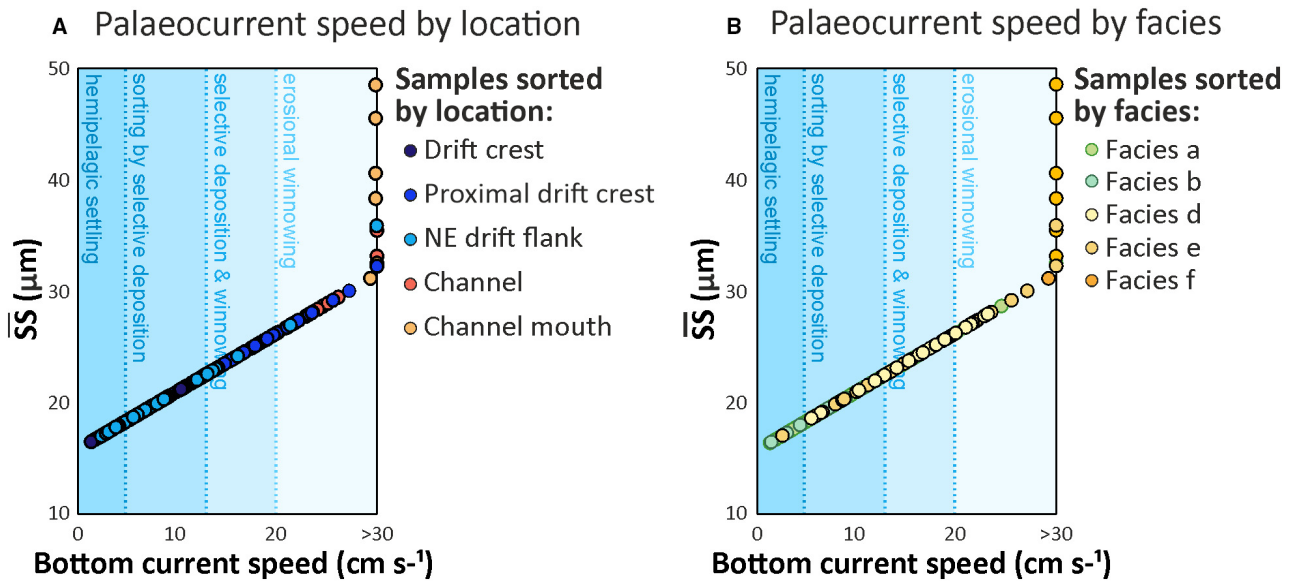 A Palaeocurrent speed by location
50
40
30
20
10
S̅S̅ (µm)
hemipelagic settling
sorting by selective deposition
selective deposition & winnowing
erosional winnowing
0 10 20 >30
Bottom current speed (cm s-¹)
Samples sorted
by location:
Drift crest
Proximal drift crest
NE drift flank
Channel
Channel mouth
B Palaeocurrent speed by facies
50
40
30
20
10
S̅S̅ (µm)
hemipelagic settling
sorting by selective deposition
selective deposition & winnowing
erosional winnowing
0 10 20 >30
Bottom current speed (cm s-¹)
Samples sorted
by facies:
Facies a
Facies b
Facies d
Facies e
Facies f